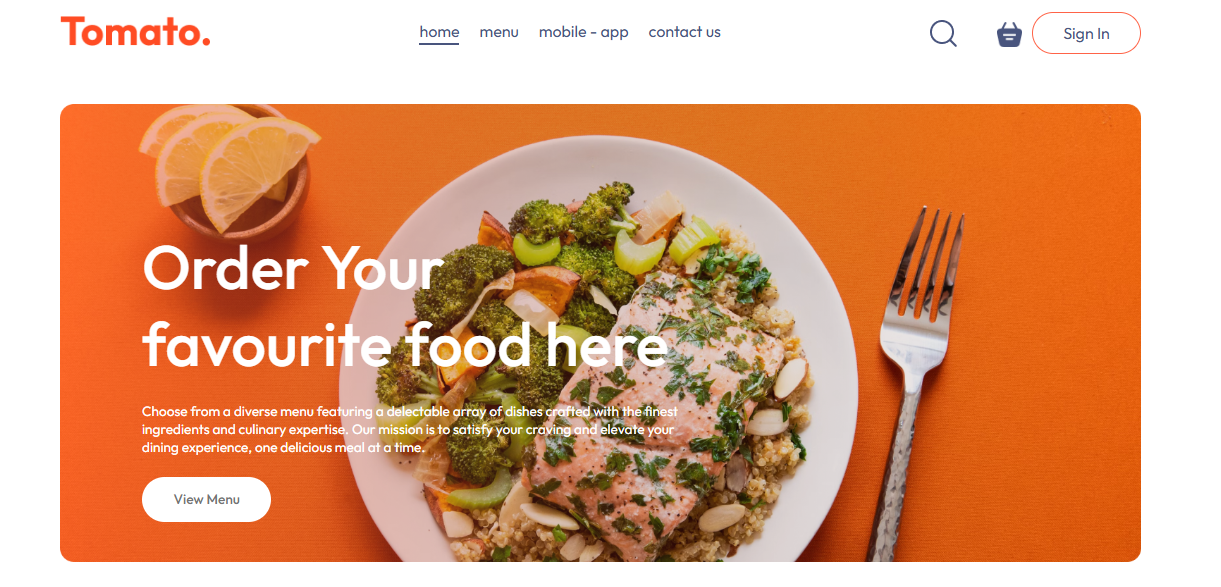 Tomato.
home menu mobile - app contact us
Sign In
Order Your
favourite food here
Choose from a diverse menu featuring a delectable array of dishes crafted with the finest
ingredients and culinary expertise. Our mission is to satisfy your craving and elevate your
dining experience, one delicious meal at a time.
View Menu